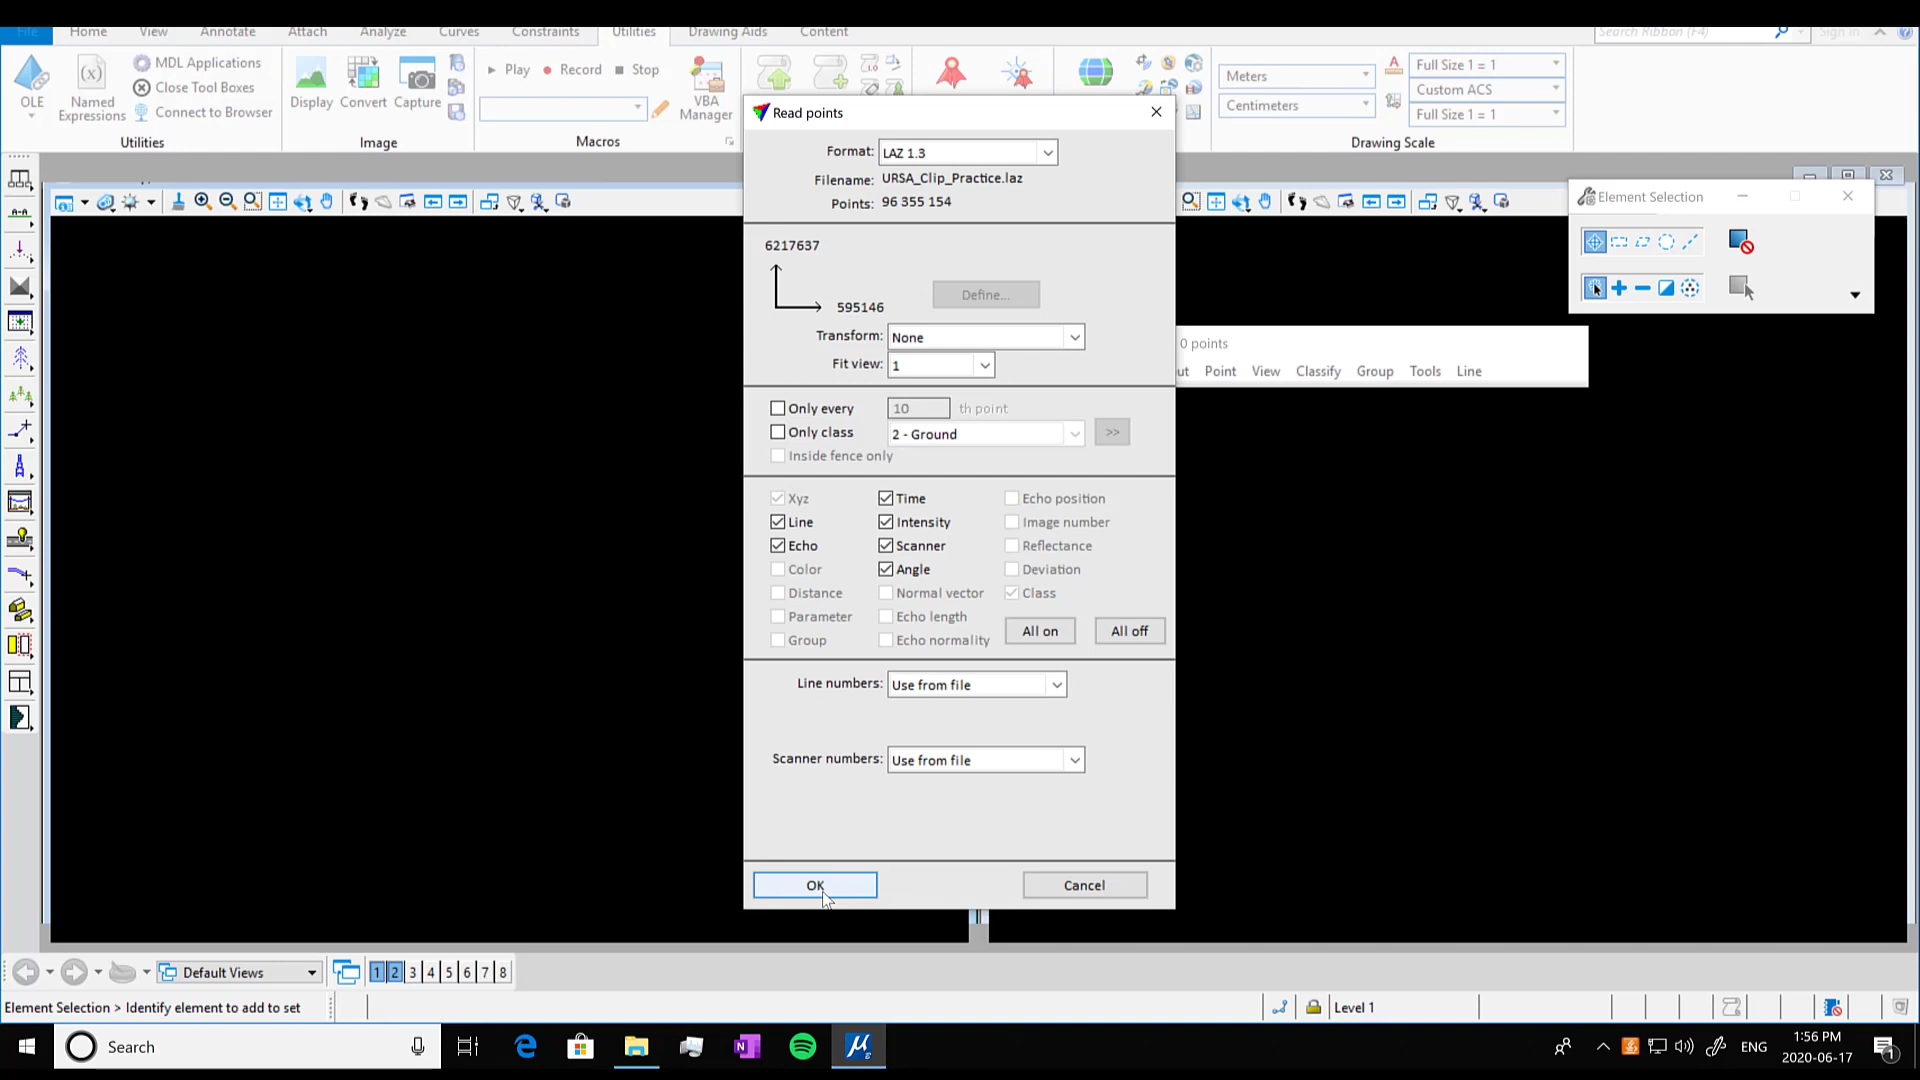 File Home View Annotate Attach Analyze Curves Constraints Utilities Drawing Aids Content Search Ribbon (F4) Sign in
OLE
Named Expressions
MDL Applications
Close Tool Boxes
Connect to Browser
Utilities
Display Convert Capture
Image
Play Record Stop
VBA Manager
Macros
Meters
Centimeters
Full Size 1 = 1
Custom ACS
Full Size 1 = 1
Drawing Scale
Read points
Format: LAZ 1.3
Filename: URSA_Clip_Practice.laz
Points: 96 355 154
6217637
595146
Define...
Transform: None
Fit view: 1
Only every 10 th point
Only class 2 - Ground >>
Inside fence only
Xyz Time Echo position
Line Intensity Image number
Echo Scanner Reflectance
Color Angle Deviation
Distance Normal vector Class
Parameter Echo length
Group Echo normality
All on All off
Line numbers: Use from file
Scanner numbers: Use from file
OK Cancel
Element Selection
0 points
ut Point View Classify Group Tools Line
Default Views 1 2 3 4 5 6 7 8
Element Selection > Identify element to add to set
Level 1
Search
ENG
1:56 PM
2020-06-17
1